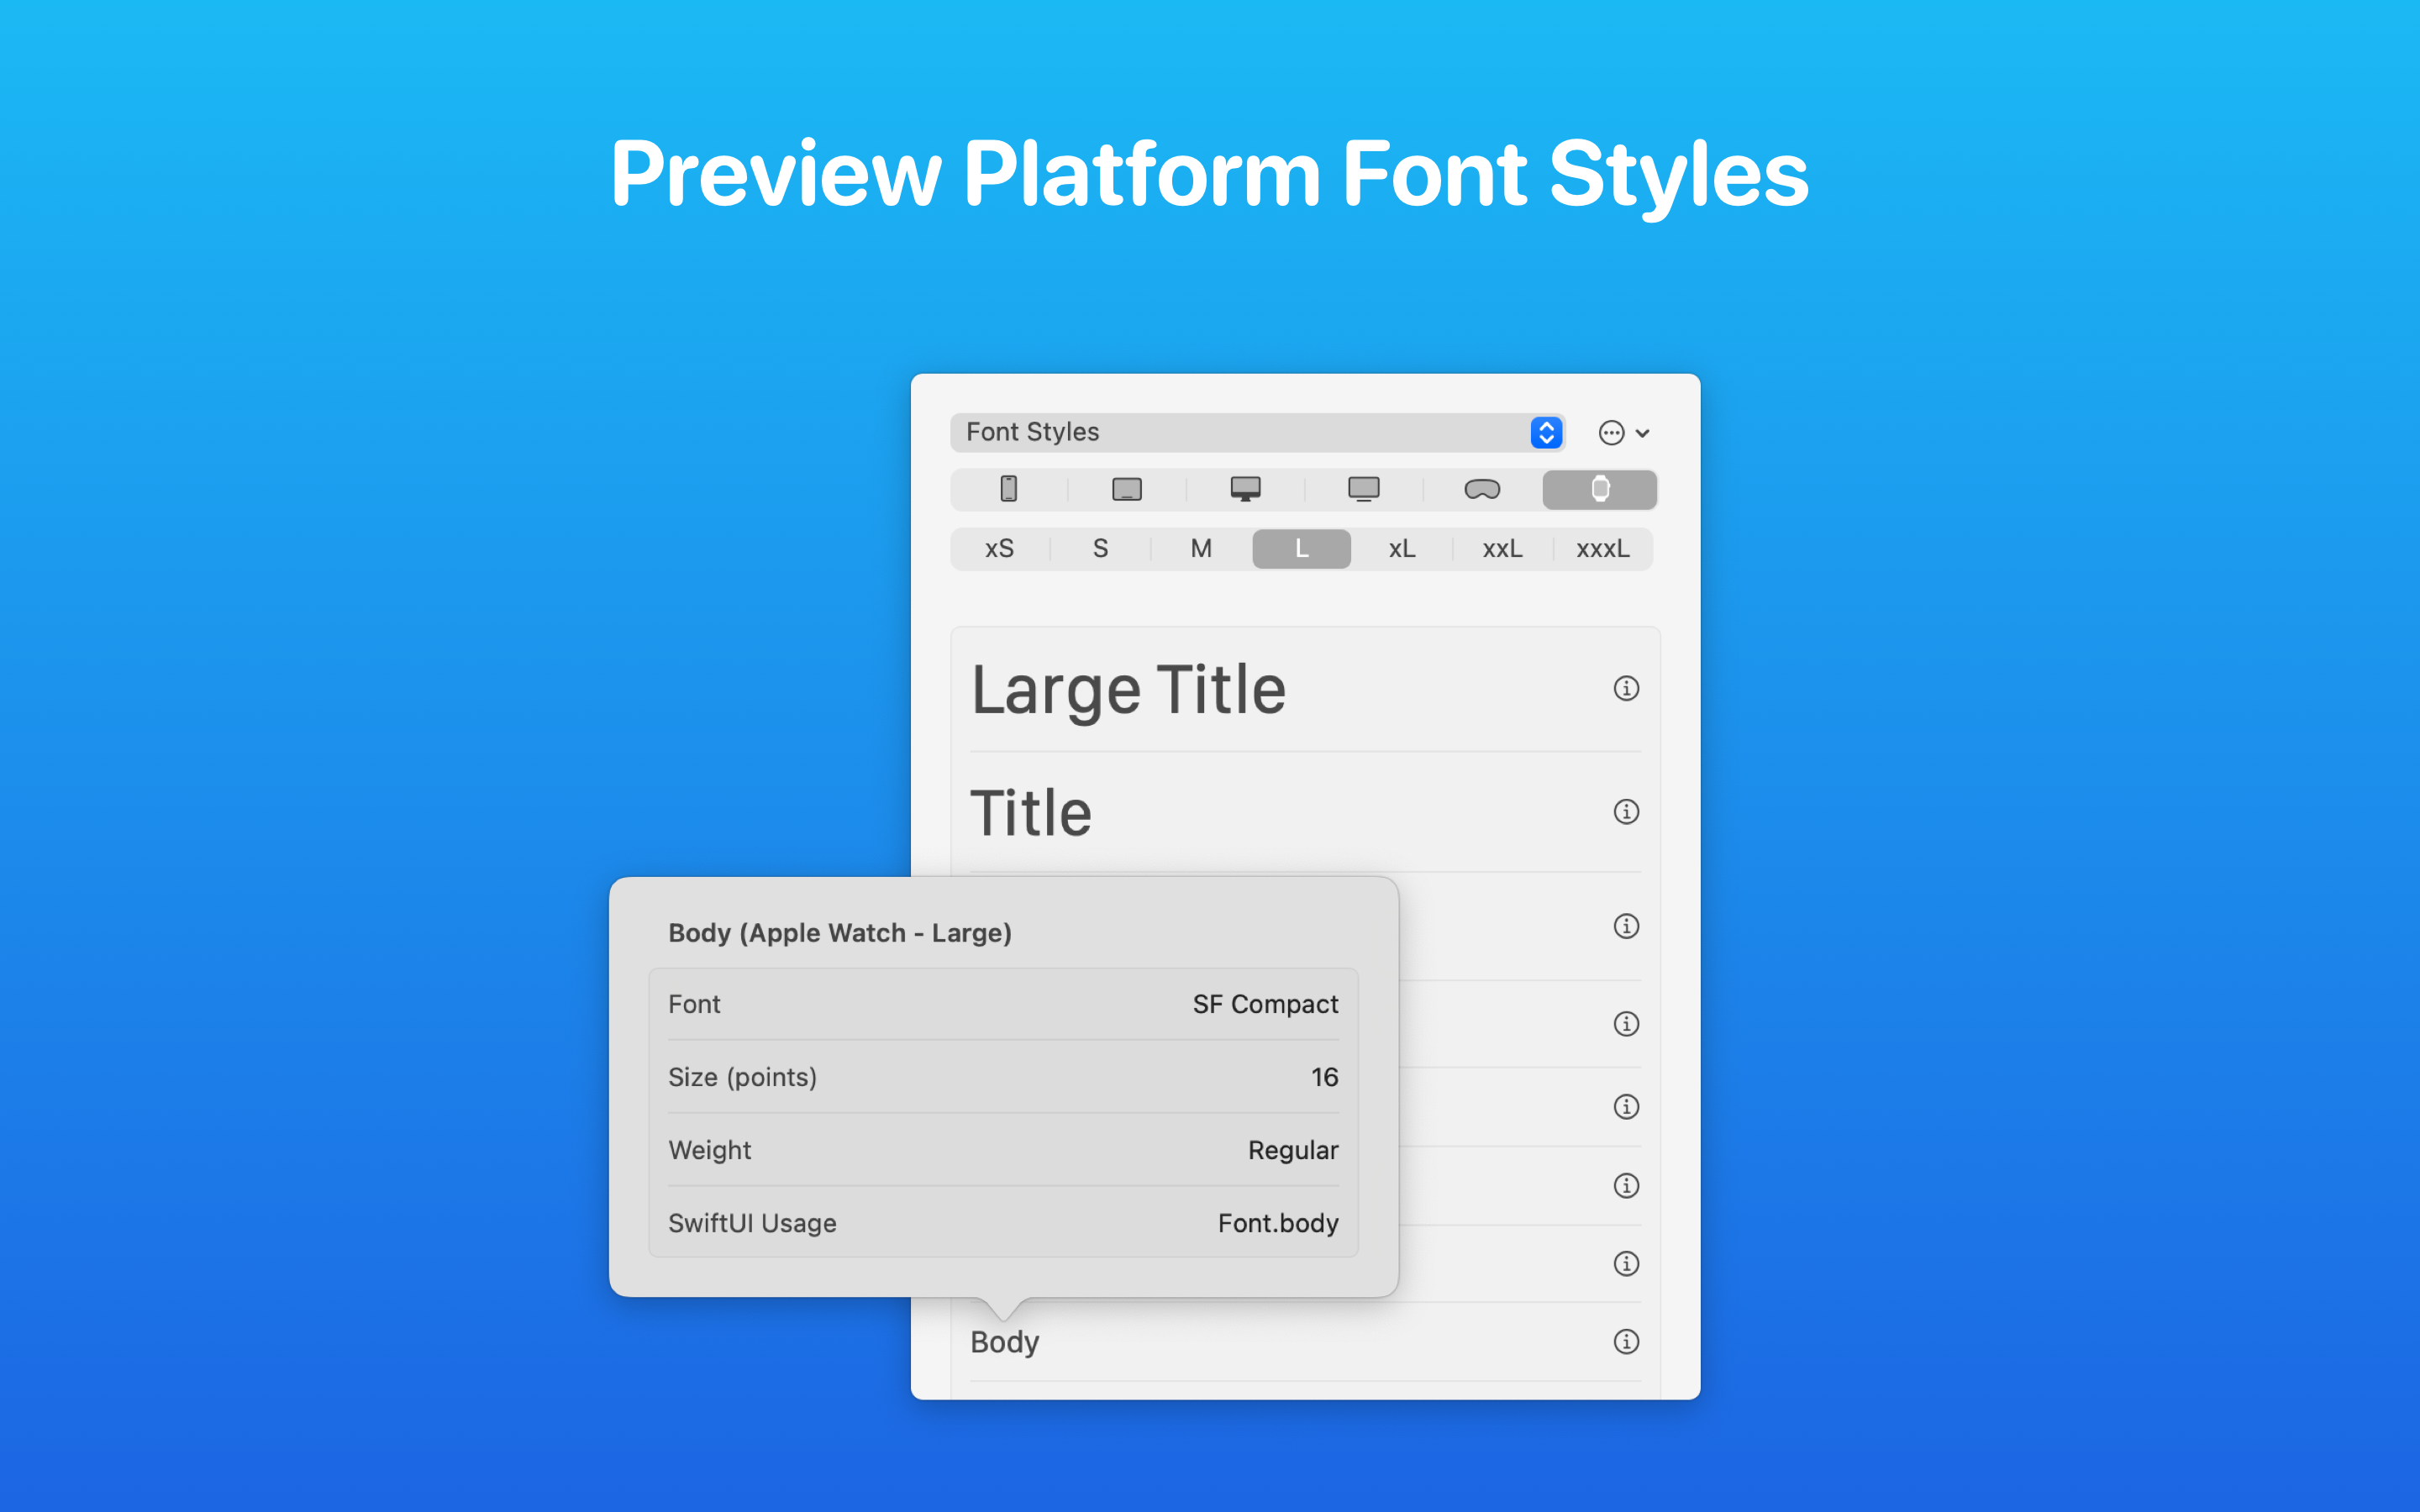 Preview Platform Font Styles
Font Styles
xS S M L xL xxL xxxL
Large Title
Title
Body (Apple Watch - Large)
Font SF Compact
Size (points) 16
Weight Regular
SwiftUI Usage Font.body
Body